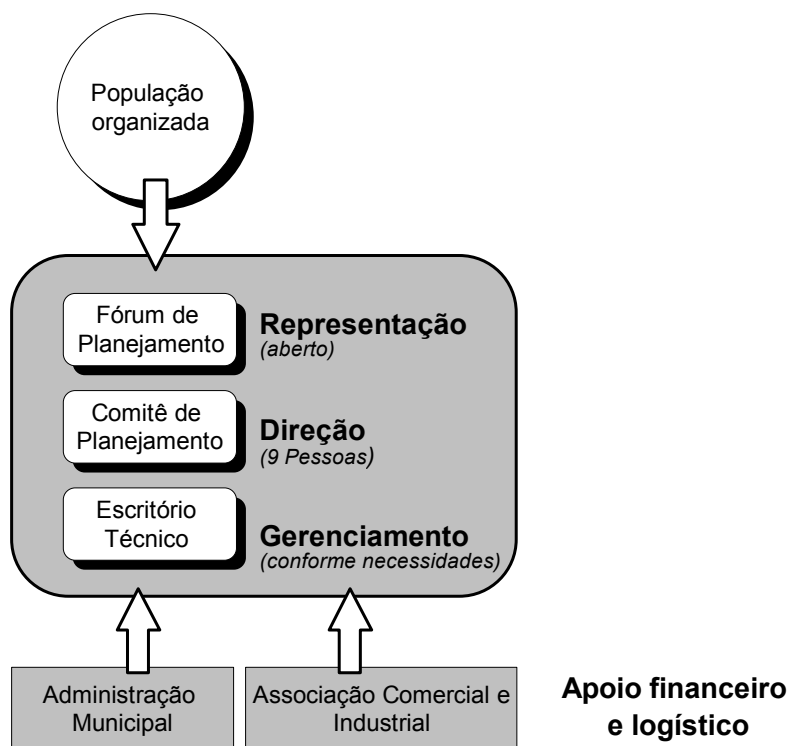 População
organizada
Fórum de
Planejamento
Representação
(aberto)
Comitê de
Planejamento
Direção
(9 Pessoas)
Escritório
Técnico
Gerenciamento
(conforme necessidades)
Administração
Municipal
Associação Comercial e
Industrial
Apoio financeiro
e logístico